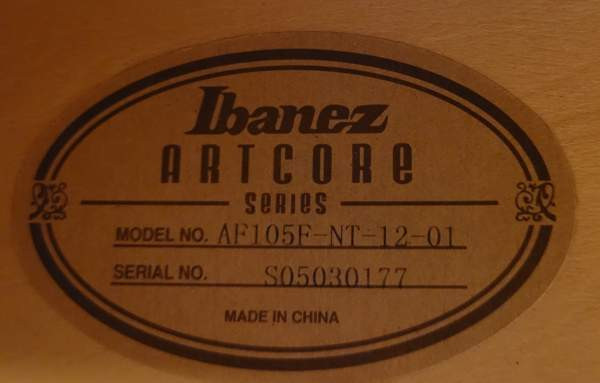 Ibanez
ARTCORE
SERIES
MODEL NO. AF105F-NT-12-01
SERIAL NO. S05030177
MADE IN CHINA